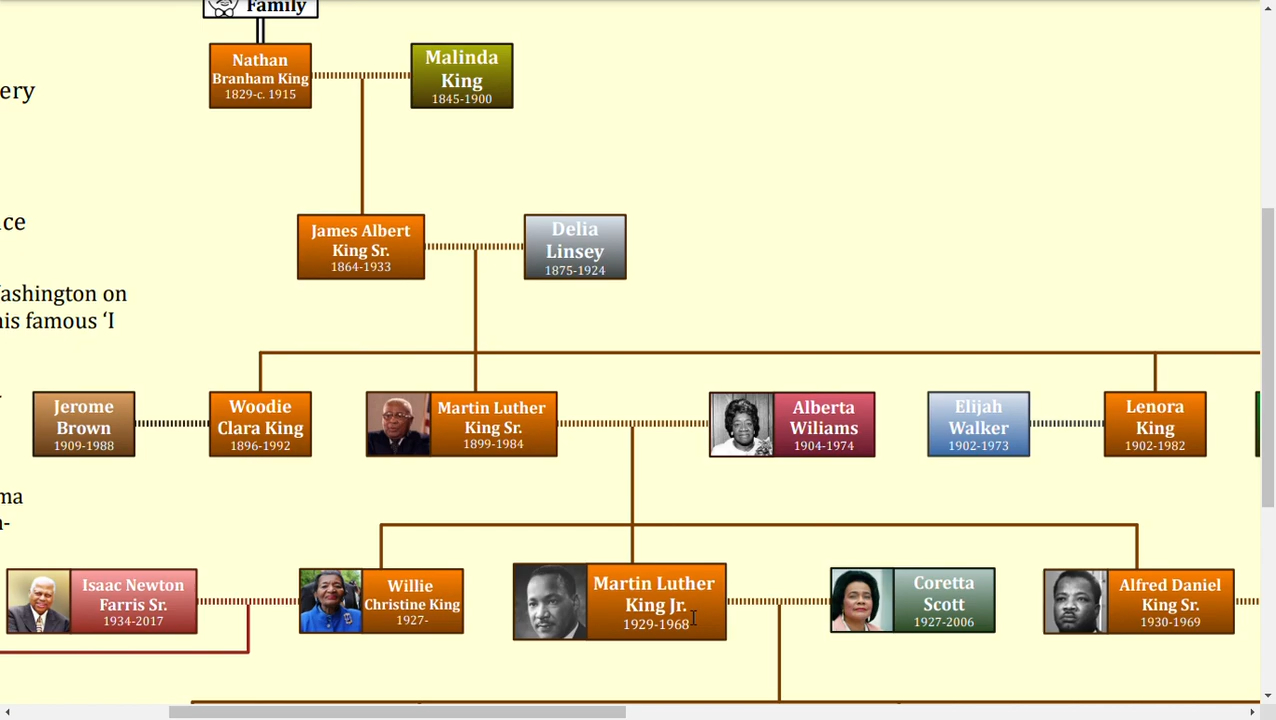 Family
Nathan
Branham King
1829-c. 1915
Malinda
King
1845-1900
ery
James Albert
King Sr.
1864-1933
Delia
Linsey
1875-1924
ce
ashington on
is famous ‘I
Jerome
Brown
1909-1988
Woodie
Clara King
1896-1992
Martin Luther
King Sr.
1899-1984
Alberta
Wiliams
1904-1974
Elijah
Walker
1902-1973
Lenora
King
1902-1982
ma
-
Isaac Newton
Farris Sr.
1934-2017
Willie
Christine King
1927-
Martin Luther
King Jr.
1929-1968
Coretta
Scott
1927-2006
Alfred Daniel
King Sr.
1930-1969